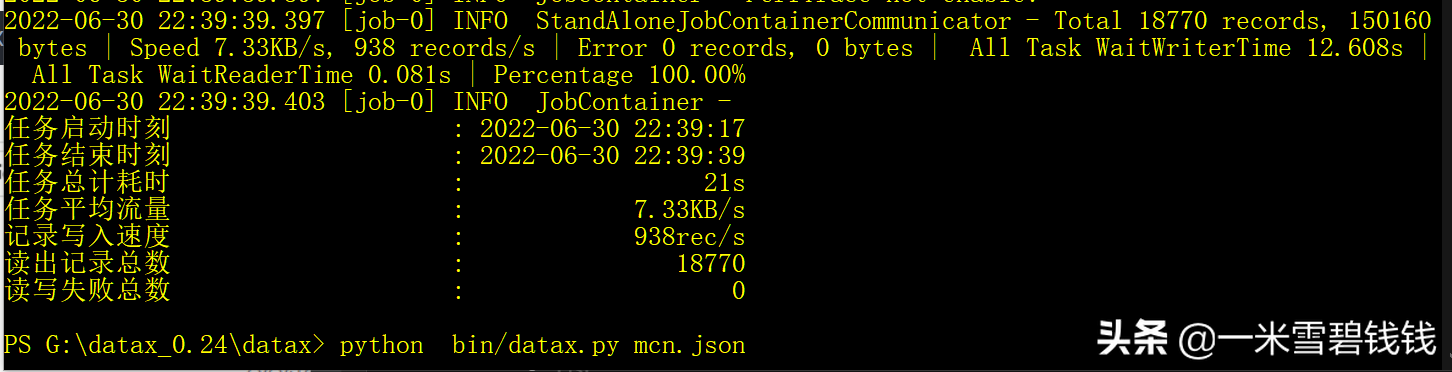 2022-06-30 22:39:39.397 [job-0] INFO  StandAloneJobContainerCommunicator - Total 18770 records, 150160
bytes | Speed 7.33KB/s, 938 records/s | Error 0 records, 0 bytes |  All Task WaitWriterTime 12.608s |
All Task WaitReaderTime 0.081s | Percentage 100.00%
2022-06-30 22:39:39.403 [job-0] INFO  JobContainer -
任务启动时刻 : 2022-06-30 22:39:17
任务结束时刻 : 2022-06-30 22:39:39
任务总计耗时 : 21s
任务平均流量 : 7.33KB/s
记录写入速度 : 938rec/s
读出记录总数 : 18770
读写失败总数 : 0
PS G:\datax_0.24\datax> python  bin/datax.py mcn.json
头条 @一米雪碧钱钱